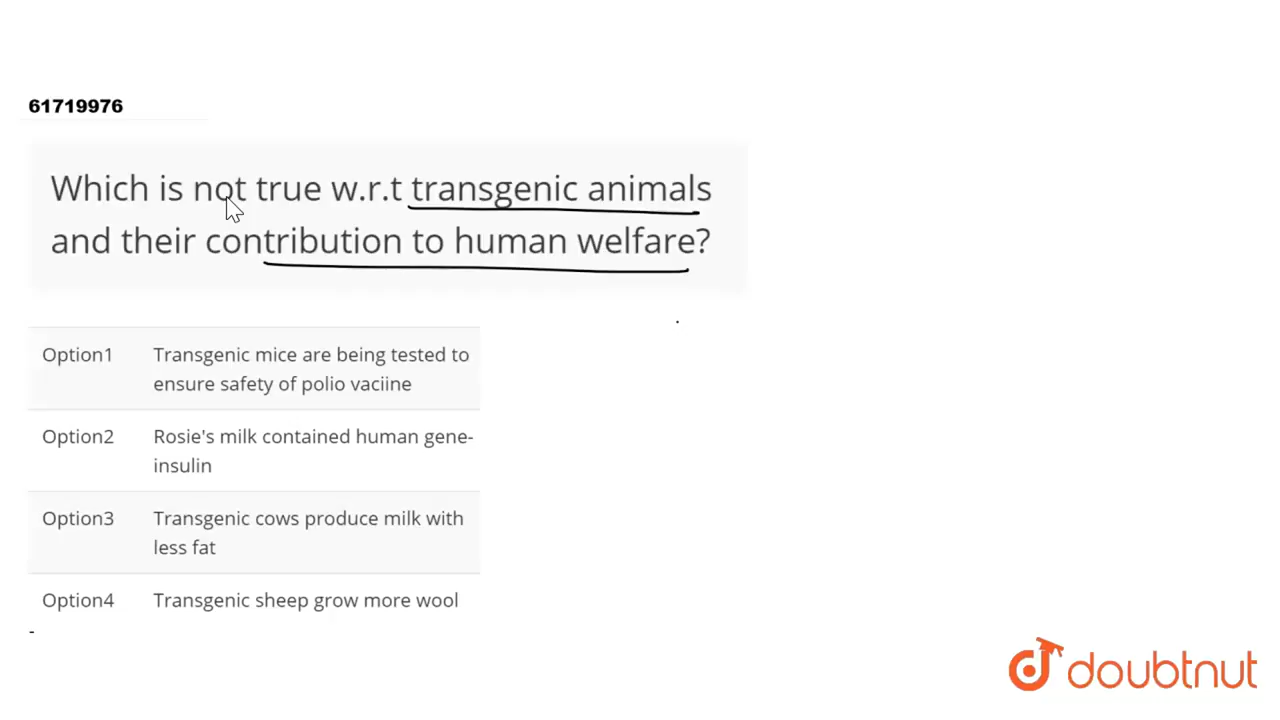 61719976
Which is not true w.r.t transgenic animals
and their contribution to human welfare?
Option1 Transgenic mice are being tested to
ensure safety of polio vaciine
Option2 Rosie's milk contained human gene-
insulin
Option3 Transgenic cows produce milk with
less fat
Option4 Transgenic sheep grow more wool
doubtnut